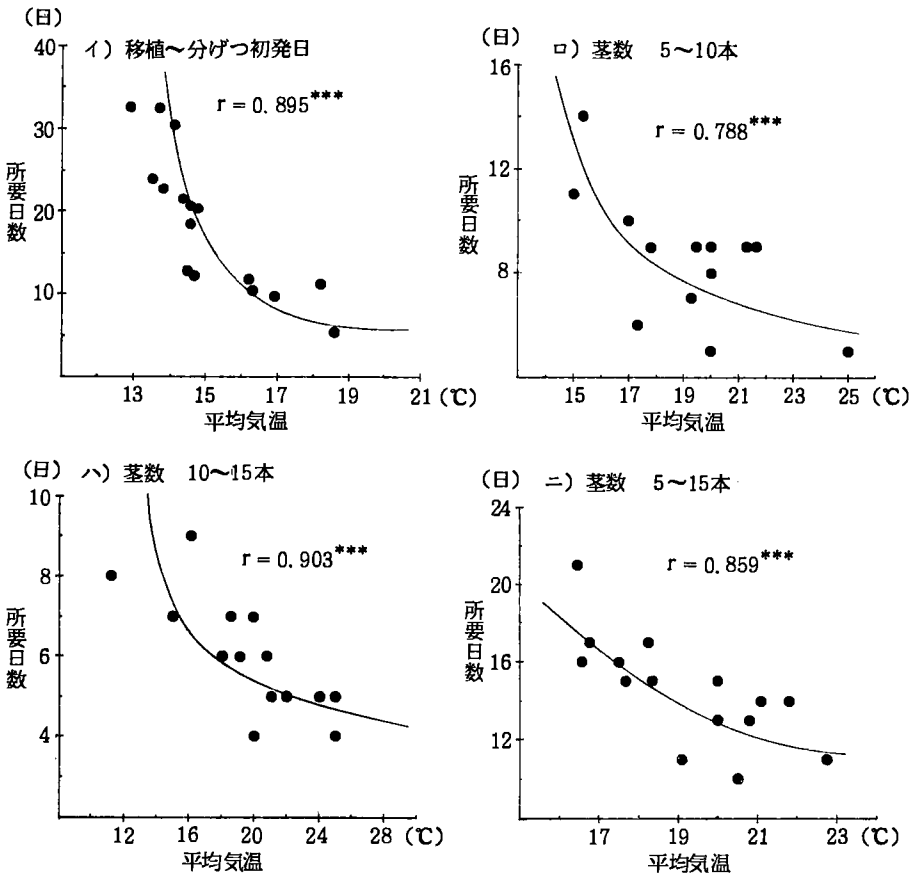 (日)
イ) 移植～分げつ初発日
r = 0.895***
40
30
20
10
所要日数
13 15 17 19 21 (℃)
平均気温
(日)
ロ) 茎数 5～10本
r = 0.788***
16
12
8
所要日数
15 17 19 21 23 25 (℃)
平均気温
(日) ハ) 茎数 10～15本
r = 0.903***
10
8
6
4
所要日数
12 16 20 24 28 (℃)
平均気温
(日) ニ) 茎数 5～15本
r = 0.859***
24
20
16
12
所要日数
17 19 21 23 (℃)
平均気温